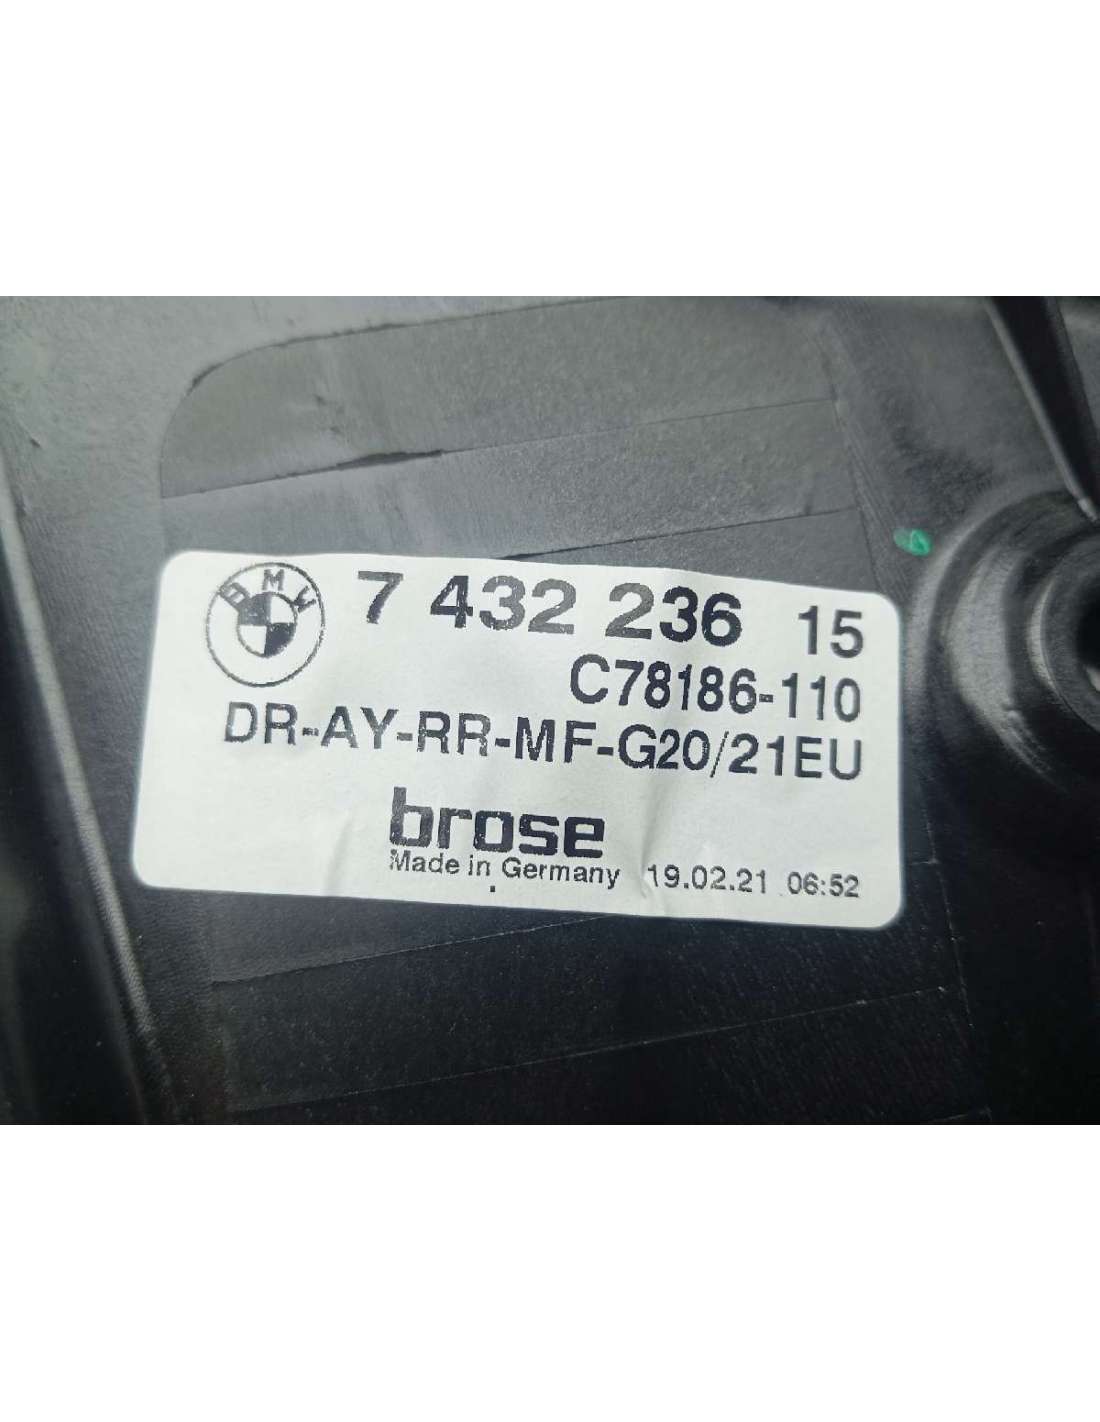 BMW 7 432 236 15
C78186-110
DR-AY-RR-MF-G20/21EU
brose
Made in Germany 19.02.21 06:52